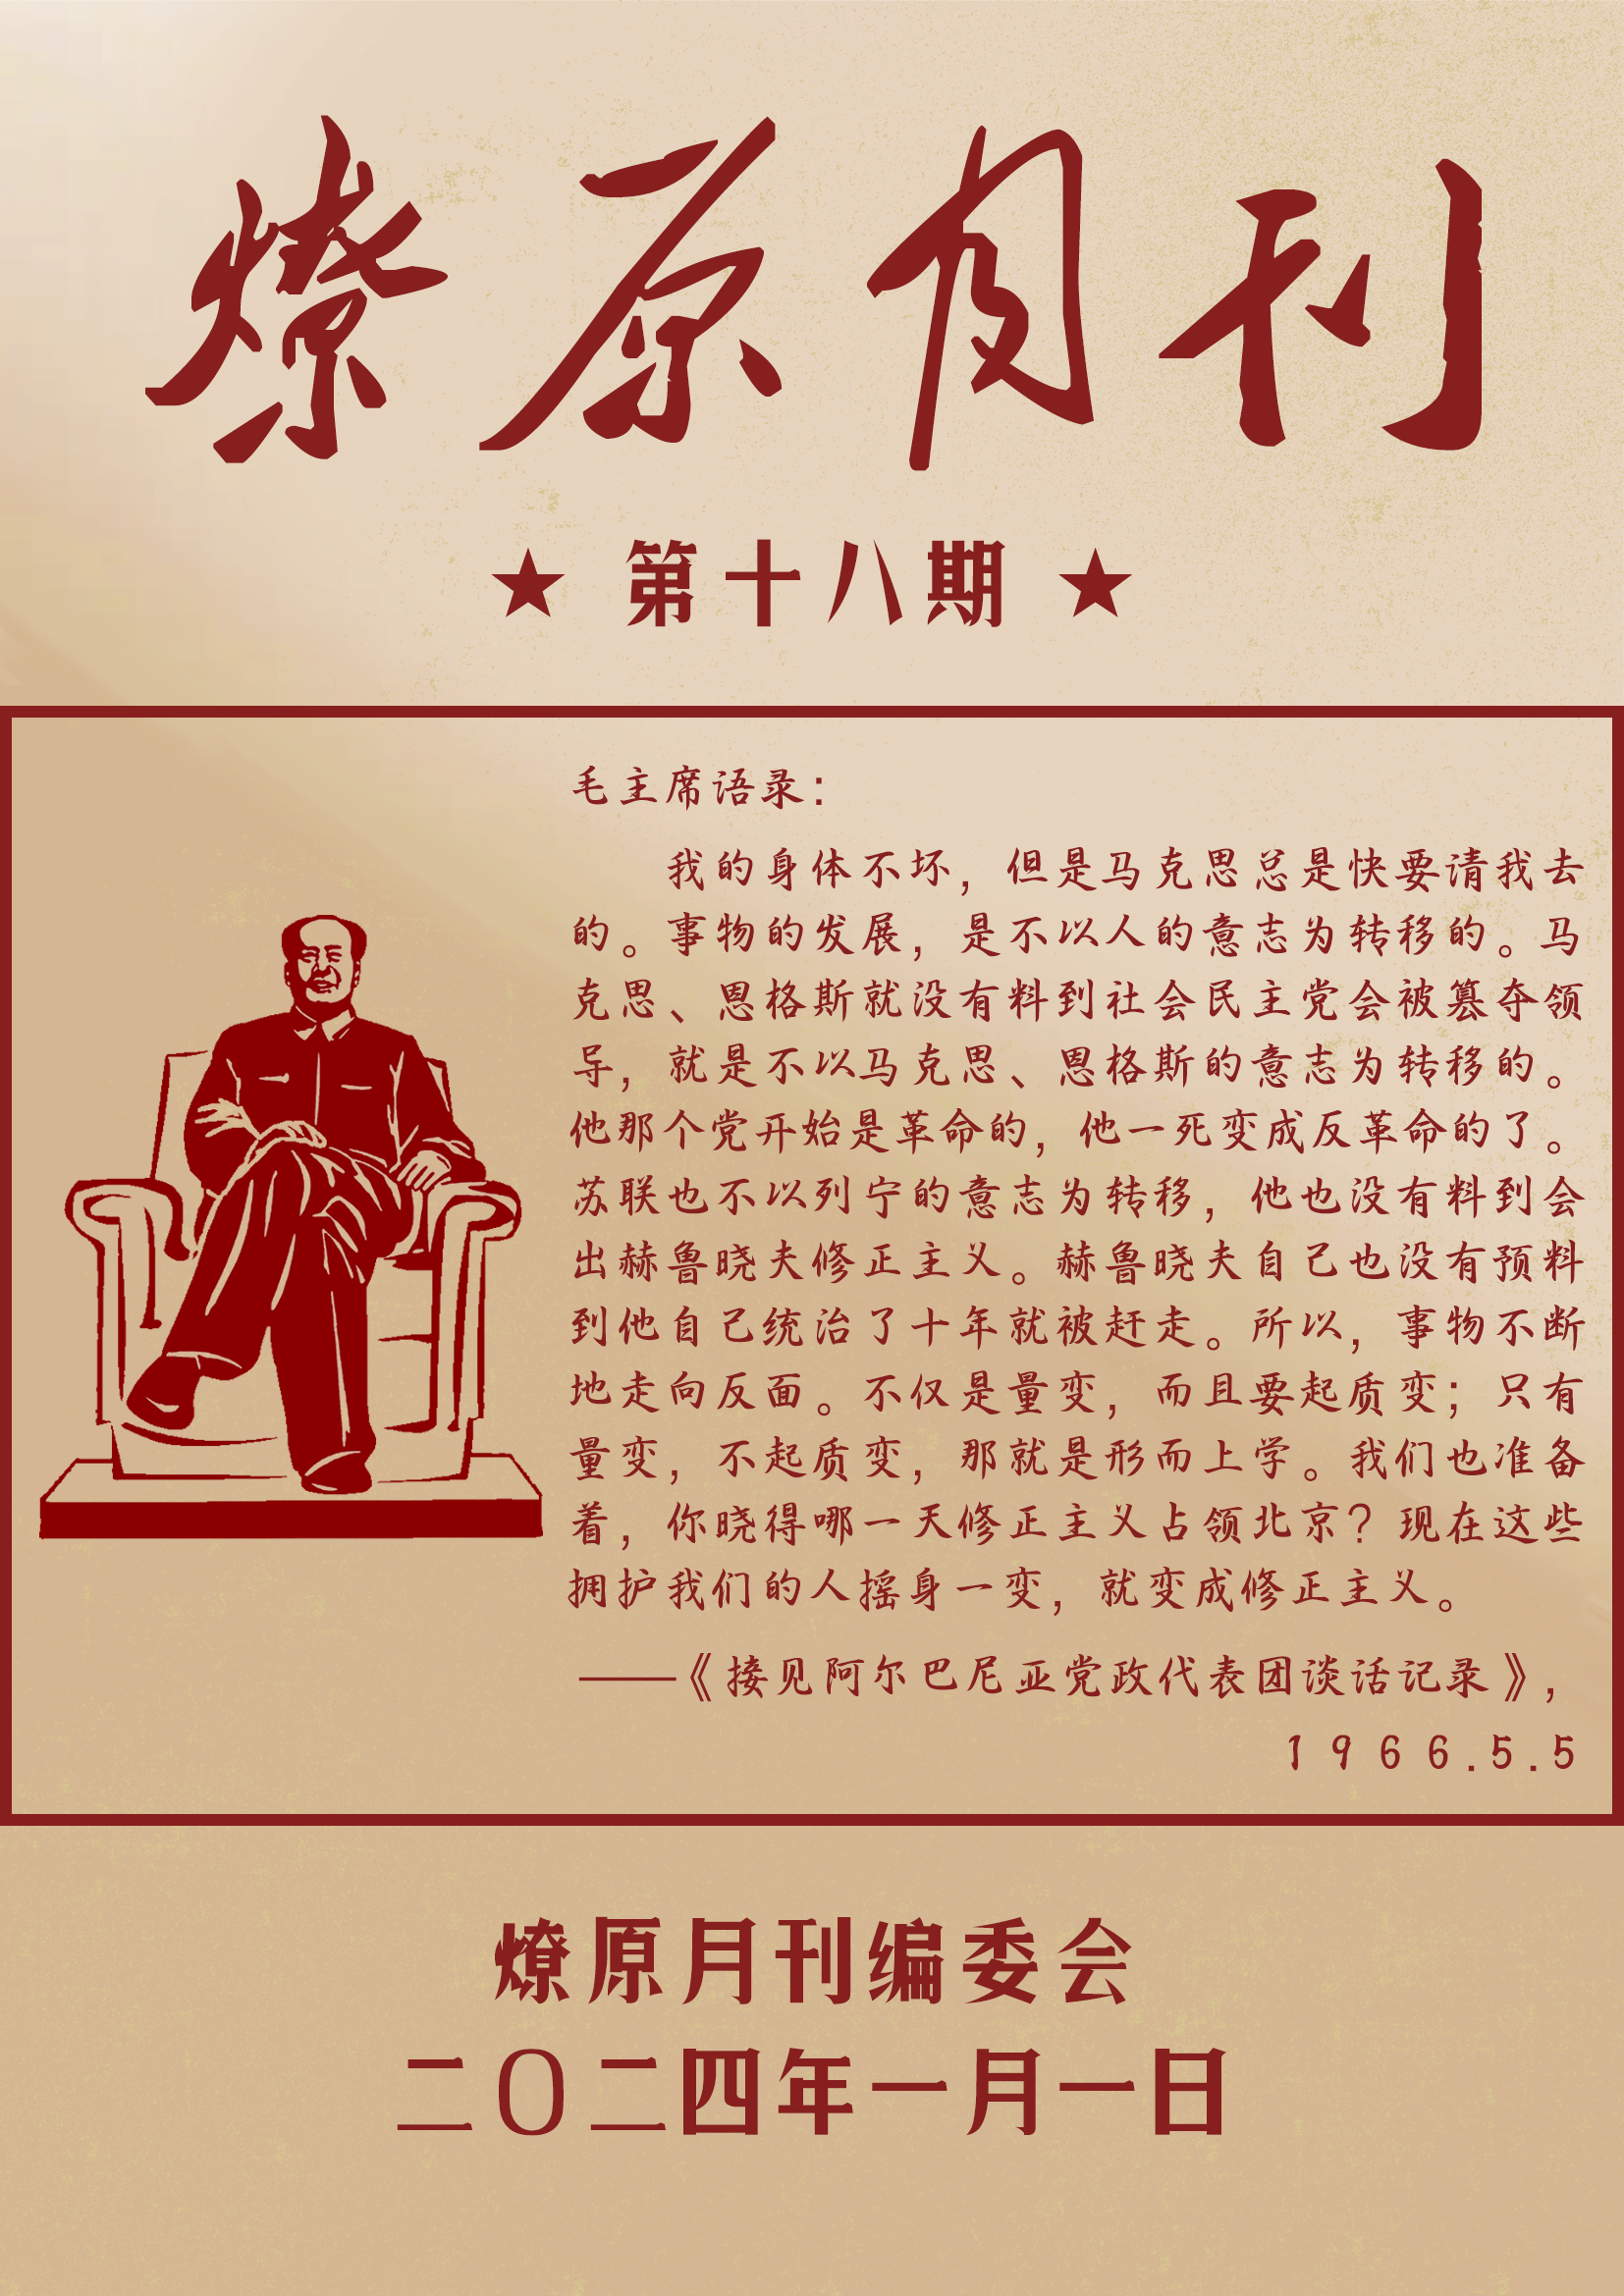 燎原月刊
★ 第十八期 ★
毛主席语录：
我的身体不坏，但是马克思总是快要请我去
的。事物的发展，是不以人的意志为转移的。马
克思、恩格斯就没有料到社会民主党会被篡夺领
导，就是不以马克思、恩格斯的意志为转移的。
他那个党开始是革命的，他一死变成反革命的了。
苏联也不以列宁的意志为转移，他也没有料到会
出赫鲁晓夫修正主义。赫鲁晓夫自己也没有预料
到他自己统治了十年就被赶走。所以，事物不断
地走向反面。不仅是量变，而且要起质变；只有
量变，不起质变，那就是形而上学。我们也准备
着，你晓得哪一天修正主义占领北京？现在这些
拥护我们的人摇身一变，就变成修正主义。
——《接见阿尔巴尼亚党政代表团谈话记录》，
1966.5.5
燎原月刊编委会
二〇二四年一月一日